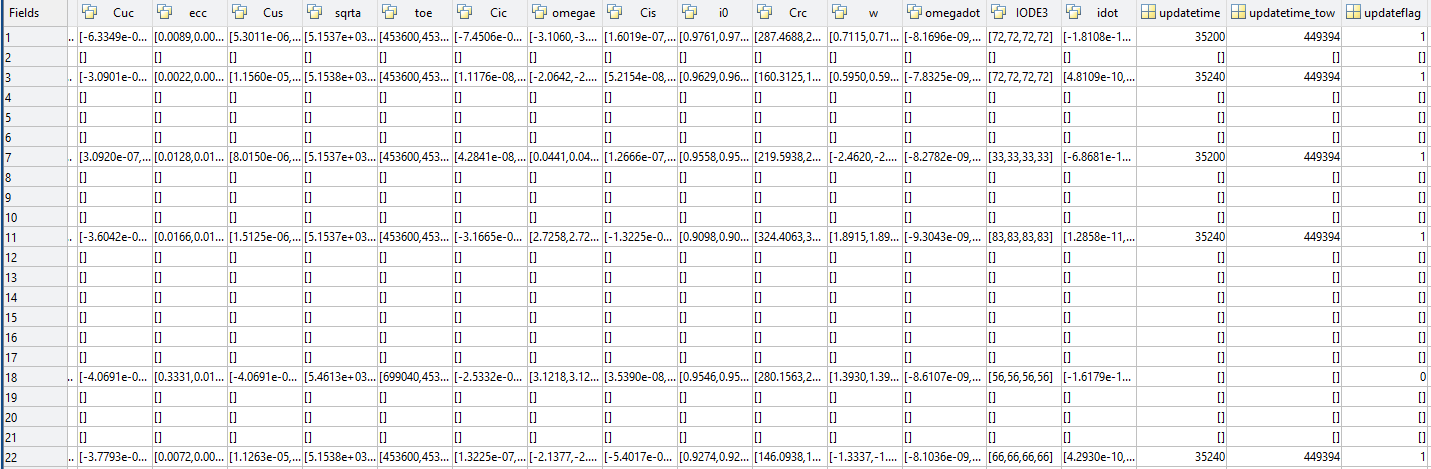 Fields Cuc ecc Cus sqrta toe Cic omegae Cis i0 Crc w omegadot IODE3 idot updatetime updatetime_tow updateflag
1 .. [-6.3349e-0... [0.0089,0.00... [5.3011e-06,... [5.1537e+03... [453600,453... [-7.4506e-0... [-3.1060,-3.... [1.6019e-07,... [0.9761,0.97... [287.4688,2... [0.7115,0.71... [-8.1696e-09,... [72,72,72,72] [-1.8108e-1... 35200 449394 1
2 .. [] [] [] [] [] [] [] [] [] [] [] [] [] [] [] [] []
3 .. [-3.0901e-0... [0.0022,0.00... [1.1560e-05,... [5.1538e+03... [453600,453... [1.1176e-08,... [-2.0642,-2.... [5.2154e-08,... [0.9629,0.96... [160.3125,1... [0.5950,0.59... [-7.8325e-09,... [72,72,72,72] [4.8109e-10,... 35240 449394 1
4 [] [] [] [] [] [] [] [] [] [] [] [] [] [] [] [] []
5 [] [] [] [] [] [] [] [] [] [] [] [] [] [] [] [] []
6 [] [] [] [] [] [] [] [] [] [] [] [] [] [] [] [] []
7 .. [3.0920e-07,... [0.0128,0.01... [8.0150e-06,... [5.1537e+03... [453600,453... [4.2841e-08,... [0.0441,0.04... [1.2666e-07,... [0.9558,0.95... [219.5938,2... [-2.4620,-2.... [-8.2782e-09,... [33,33,33,33] [-6.8681e-1... 35200 449394 1
8 [] [] [] [] [] [] [] [] [] [] [] [] [] [] [] [] []
9 [] [] [] [] [] [] [] [] [] [] [] [] [] [] [] [] []
10 [] [] [] [] [] [] [] [] [] [] [] [] [] [] [] [] []
11 .. [-3.6042e-0... [0.0166,0.01... [1.5125e-06,... [5.1537e+03... [453600,453... [-3.1665e-0... [2.7258,2.72... [-1.3225e-0... [0.9098,0.90... [324.4063,3... [1.8915,1.89... [-9.3043e-09,... [83,83,83,83] [1.2858e-11,... 35240 449394 1
12 [] [] [] [] [] [] [] [] [] [] [] [] [] [] [] [] []
13 [] [] [] [] [] [] [] [] [] [] [] [] [] [] [] [] []
14 [] [] [] [] [] [] [] [] [] [] [] [] [] [] [] [] []
15 [] [] [] [] [] [] [] [] [] [] [] [] [] [] [] [] []
16 [] [] [] [] [] [] [] [] [] [] [] [] [] [] [] [] []
17 [] [] [] [] [] [] [] [] [] [] [] [] [] [] [] [] []
18 .. [-4.0691e-0... [0.3331,0.01... [-4.0691e-0... [5.4613e+03... [699040,453... [-2.5332e-0... [3.1218,3.12... [3.5390e-08,... [0.9546,0.95... [280.1563,2... [1.3930,1.39... [-8.6107e-09,... [56,56,56,56] [-1.6179e-1... [] [] 0
19 [] [] [] [] [] [] [] [] [] [] [] [] [] [] [] [] []
20 [] [] [] [] [] [] [] [] [] [] [] [] [] [] [] [] []
21 [] [] [] [] [] [] [] [] [] [] [] [] [] [] [] [] []
22 .. [-3.7793e-0... [0.0072,0.00... [1.1263e-05,... [5.1538e+03... [453600,453... [1.3225e-07,... [-2.1377,-2.... [-5.4017e-0... [0.9274,0.92... [146.0938,1... [-1.3337,-1... [-8.1036e-09,... [66,66,66,66] [4.2930e-10,... 35240 449394 1